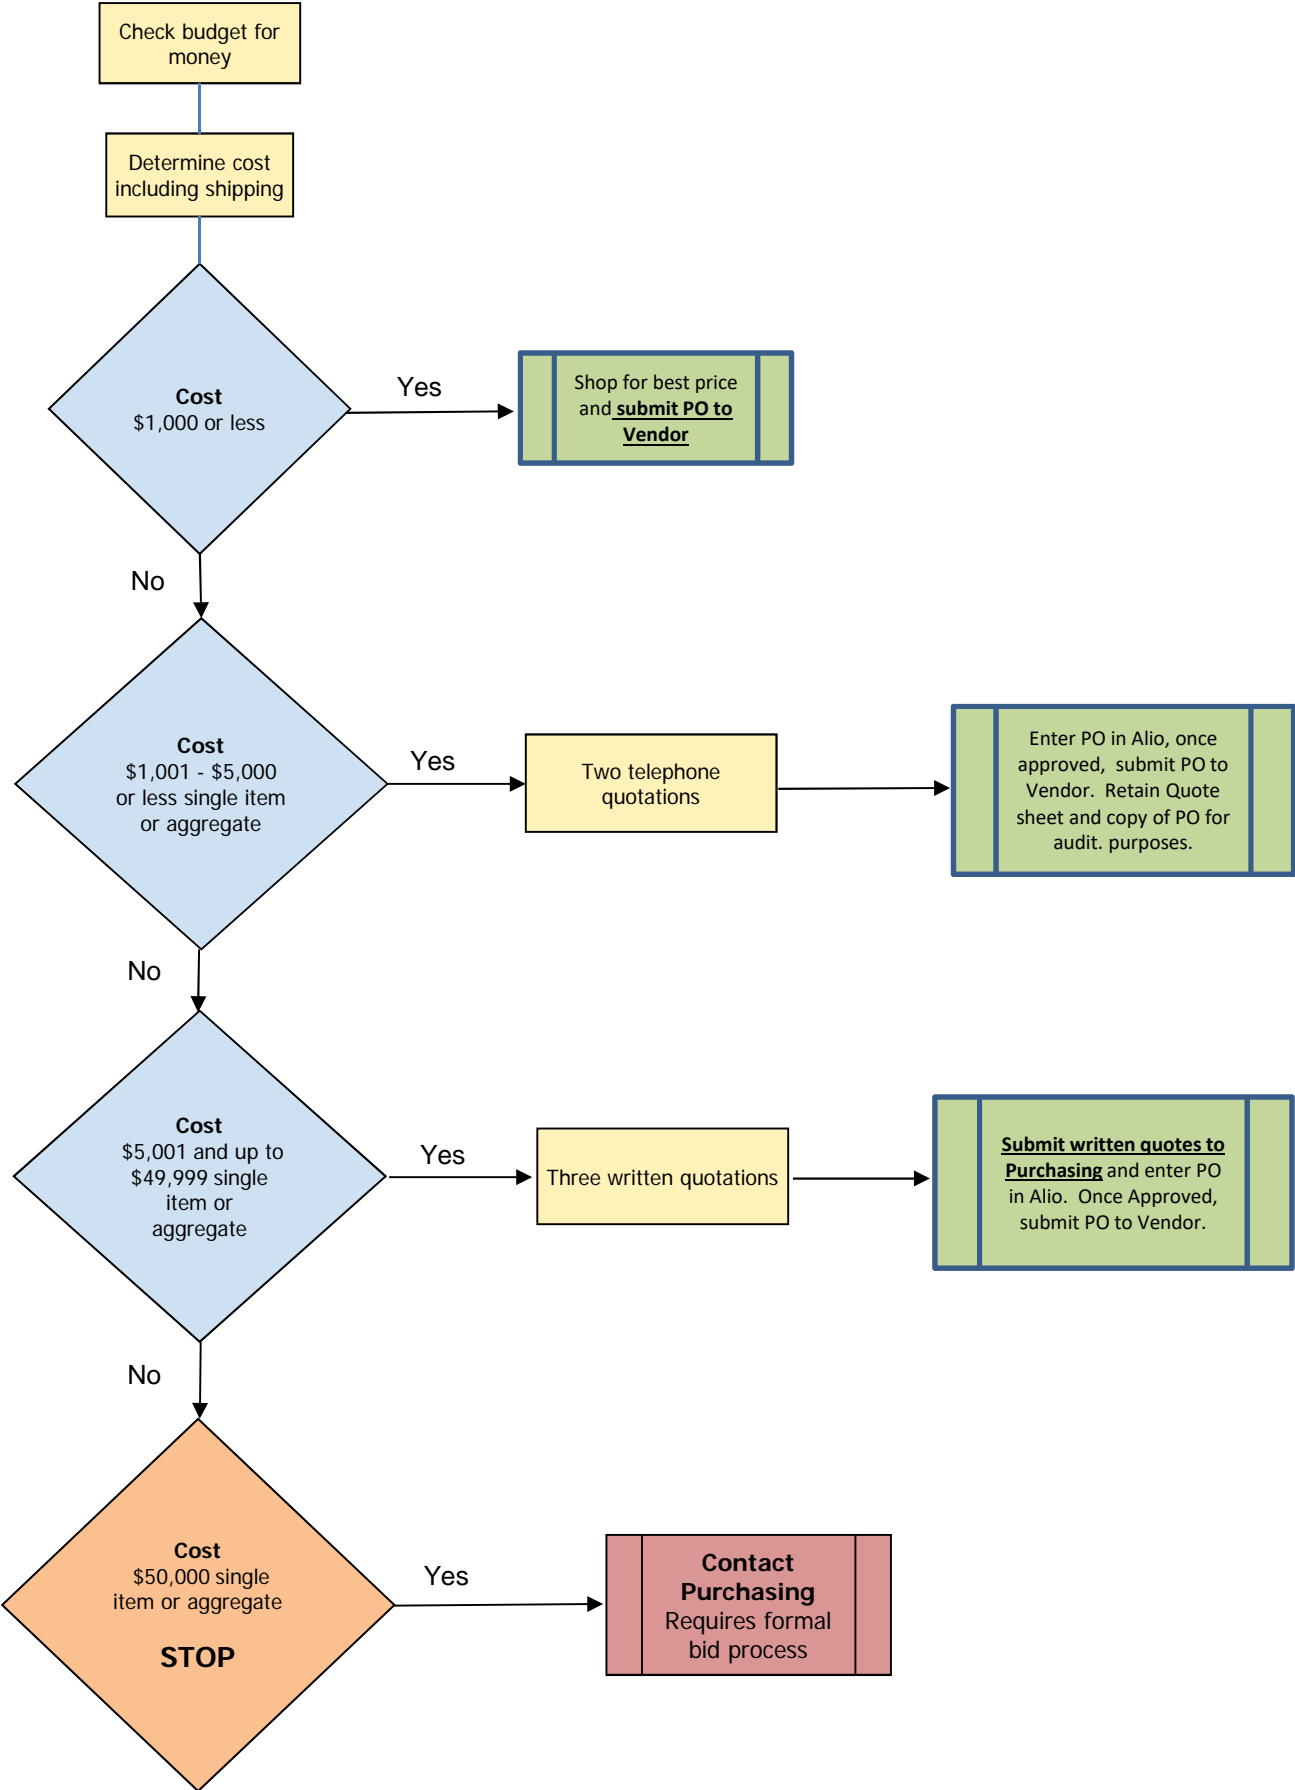 Check budget for
money
Determine cost
including shipping
Cost
$1,000 or less
Yes
Shop for best price
and submit PO to
Vendor
No
Cost
$1,001 - $5,000
or less single item
or aggregate
Yes
Two telephone
quotations
Enter PO in Alio, once
approved, submit PO to
Vendor. Retain Quote
sheet and copy of PO for
audit. purposes.
No
Cost
$5,001 and up to
$49,999 single
item or
aggregate
Yes
Three written quotations
Submit written quotes to
Purchasing and enter PO
in Alio. Once Approved,
submit PO to Vendor.
No
Cost
$50,000 single
item or aggregate
STOP
Yes
Contact
Purchasing
Requires formal
bid process